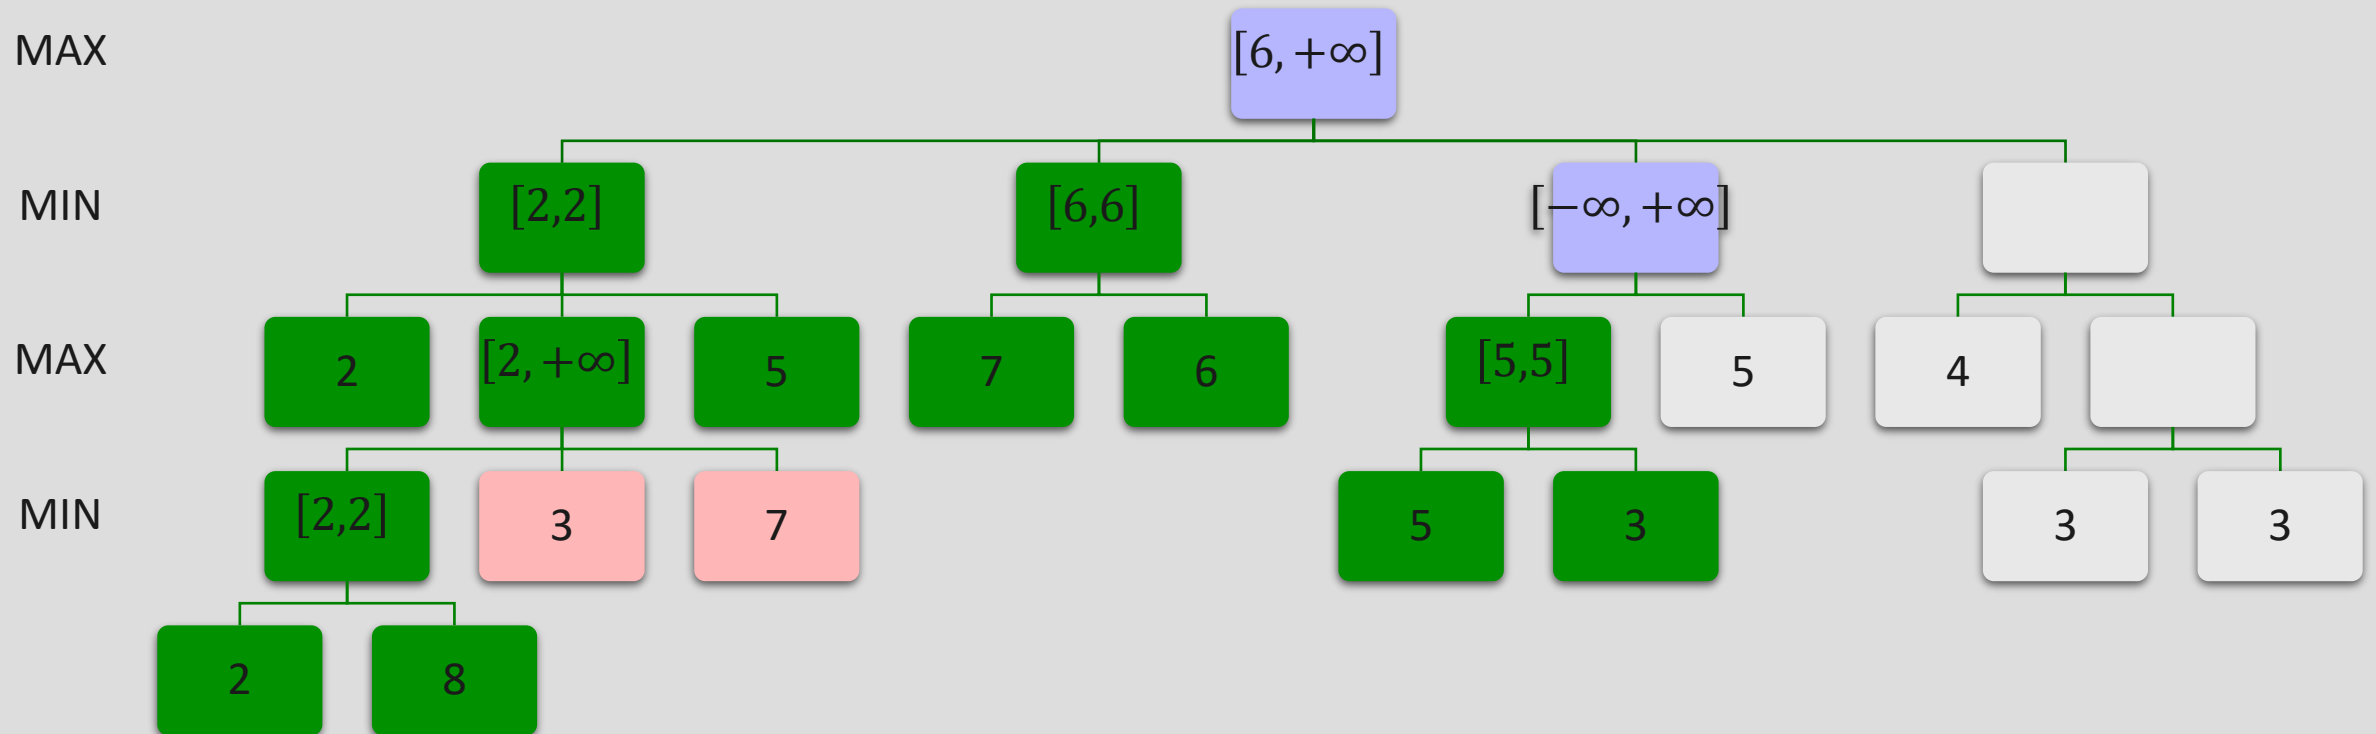 MAX [6, +∞]
MIN [2,2] [6,6] [−∞, +∞]
MAX 2 [2, +∞] 5 7 6 [5,5] 5 4
MIN [2,2] 3 7 5 3 3 3
2 8